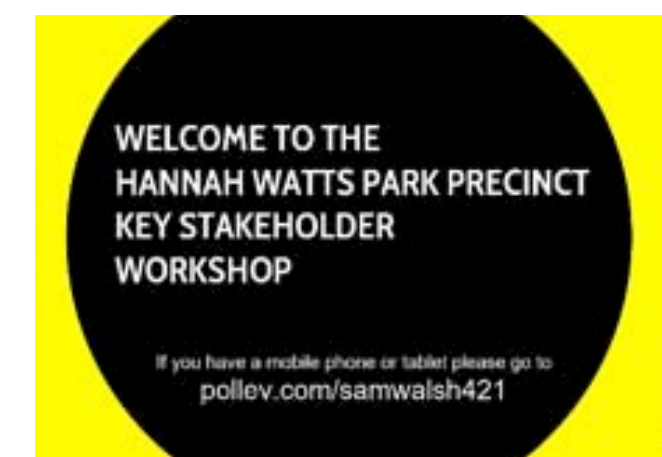 WELCOME TO THE
HANNAH WATTS PARK PRECINCT
KEY STAKEHOLDER
WORKSHOP
If you have a mobile phone or tablet please go to
pollev.com/samwalsh421